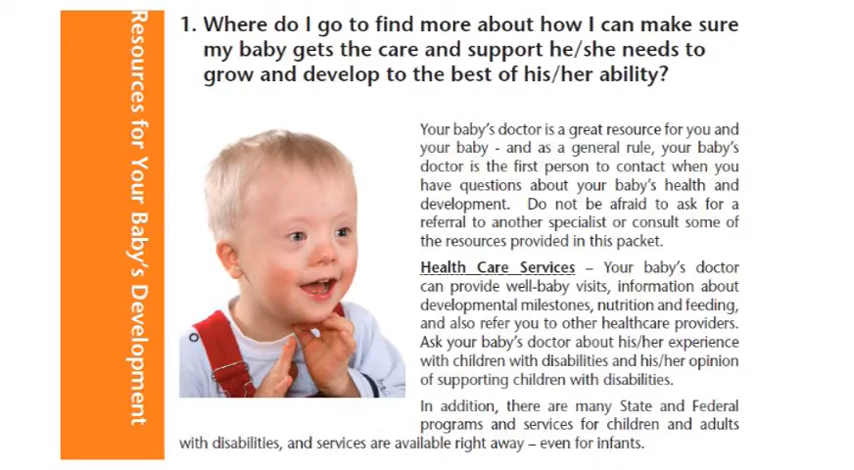 Resources for Your Baby's Development
1. Where do I go to find more about how I can make sure
my baby gets the care and support he/she needs to
grow and develop to the best of his/her ability?
Your baby's doctor is a great resource for you and
your baby - and as a general rule, your baby's
doctor is the first person to contact when you
have questions about your baby's health and
development. Do not be afraid to ask for a
referral to another specialist or consult some of
the resources provided in this packet.
Health Care Services – Your baby's doctor
can provide well-baby visits, information about
developmental milestones, nutrition and feeding,
and also refer you to other healthcare providers.
Ask your baby's doctor about his/her experience
with children with disabilities and his/her opinion
of supporting children with disabilities.
In addition, there are many State and Federal
programs and services for children and adults
with disabilities, and services are available right away – even for infants.